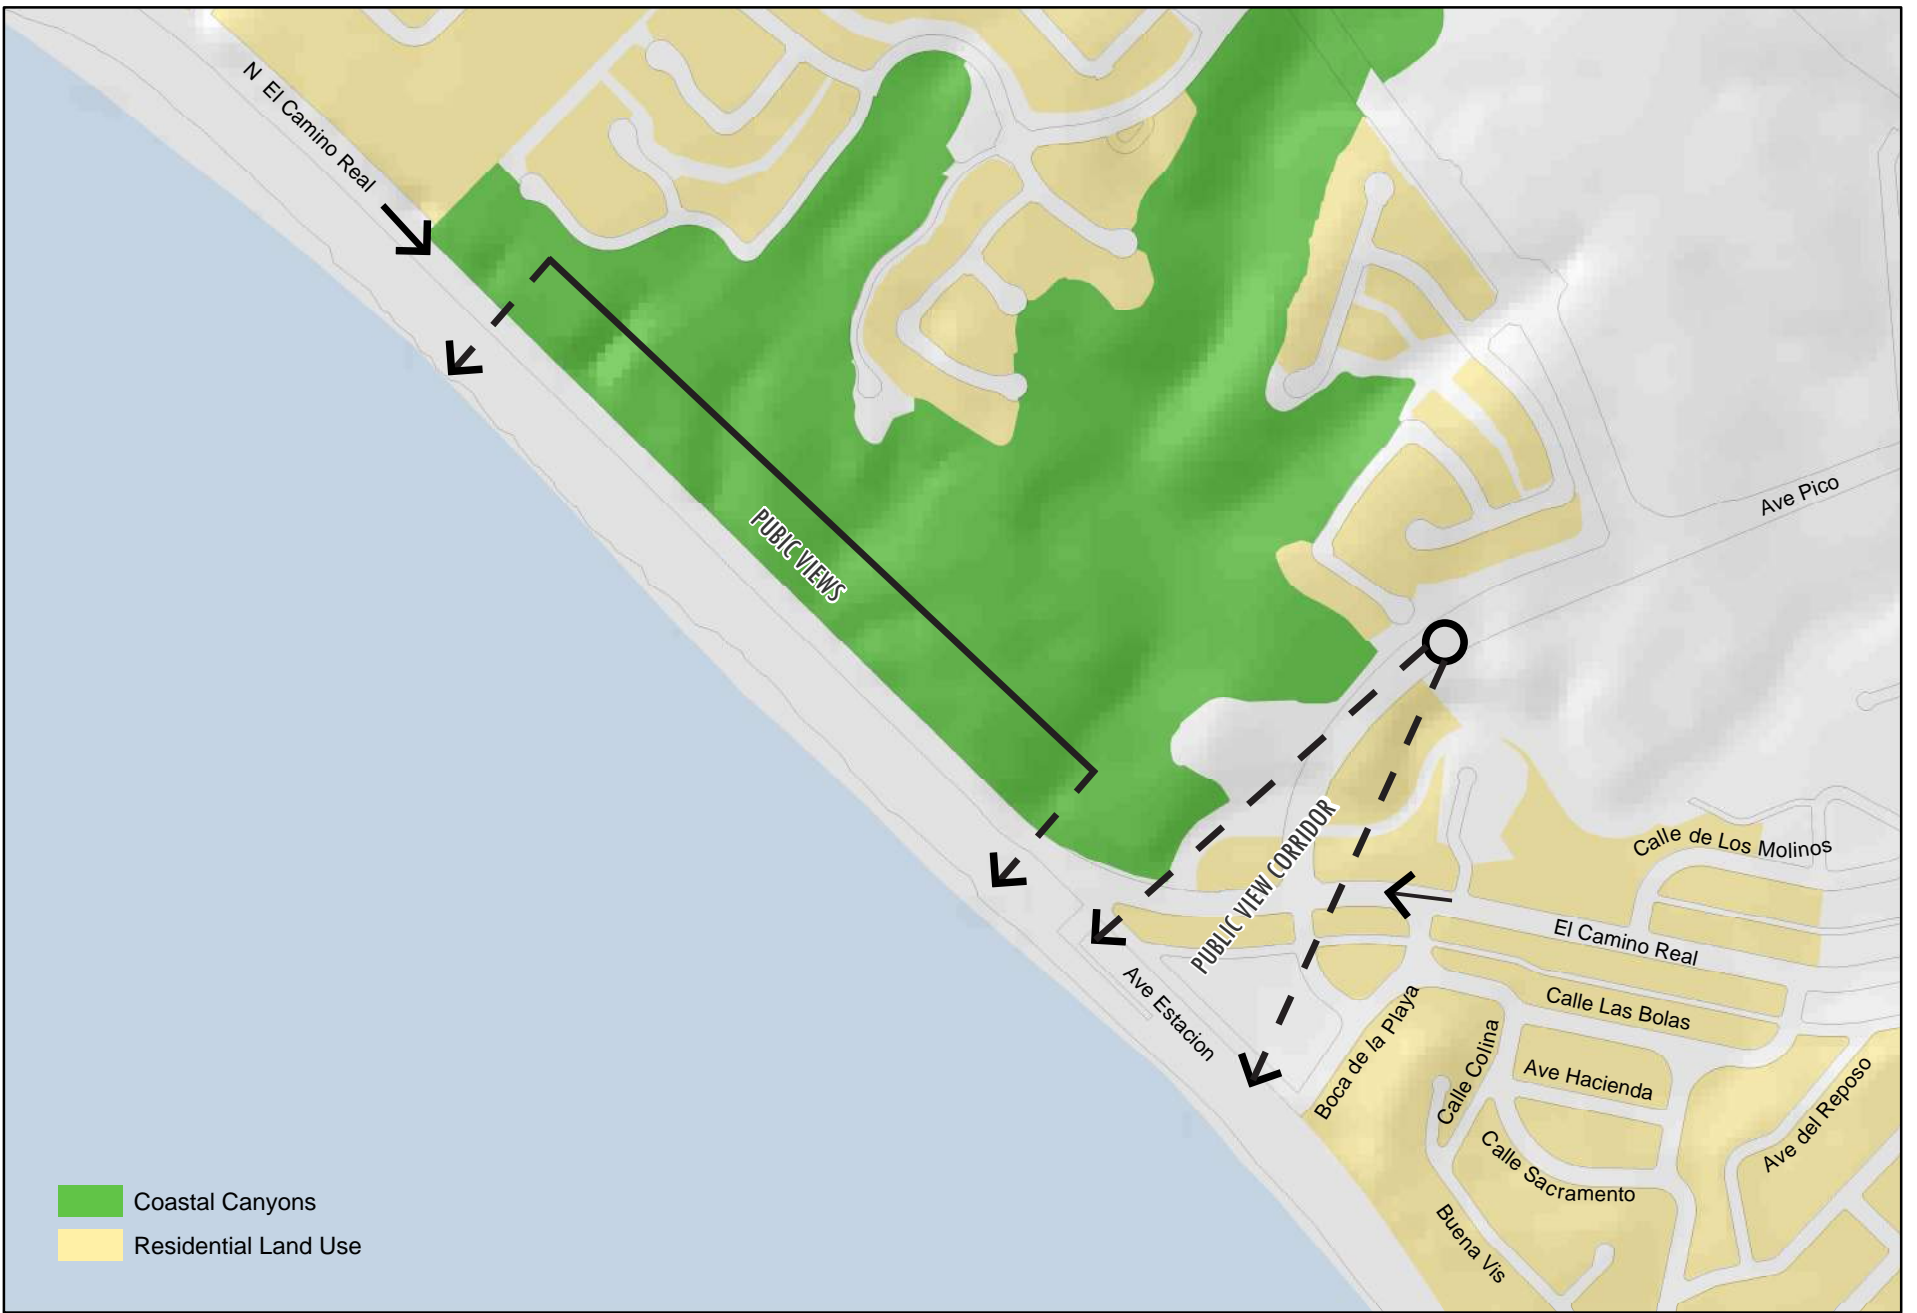 N El Camino Real
PUBIC VIEWS
Ave Pico
PUBLIC VIEW CORRIDOR
Calle de Los Molinos
El Camino Real
Calle Las Bolas
Ave Estacion
Boca de la Playa
Calle Colina
Ave Hacienda
Ave del Reposo
Calle Sacramento
Buena Vis
Coastal Canyons
Residential Land Use